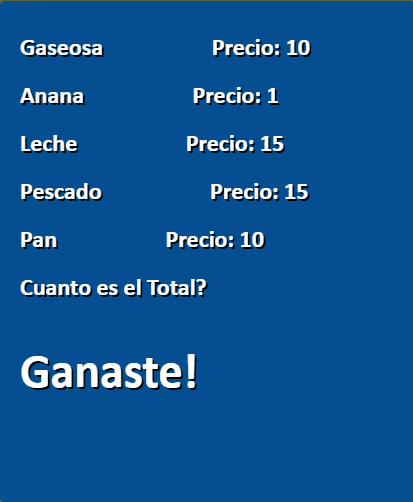 Gaseosa Precio: 10
Anana Precio: 1
Leche Precio: 15
Pescado Precio: 15
Pan Precio: 10
Cuanto es el Total?
Ganaste!